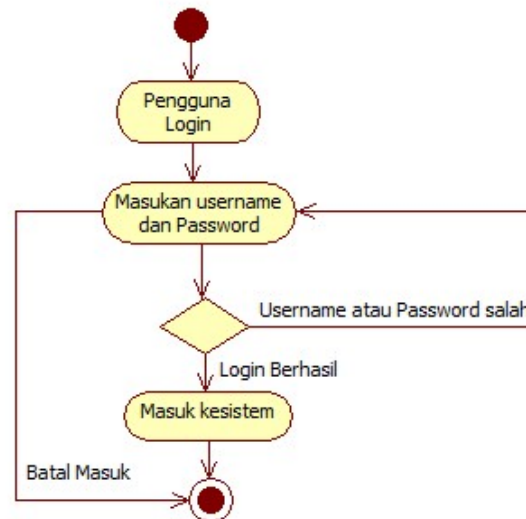 Pengguna
Login
Masukan username
dan Password
Username atau Password salah
Login Berhasil
Masuk kesistem
Batal Masuk